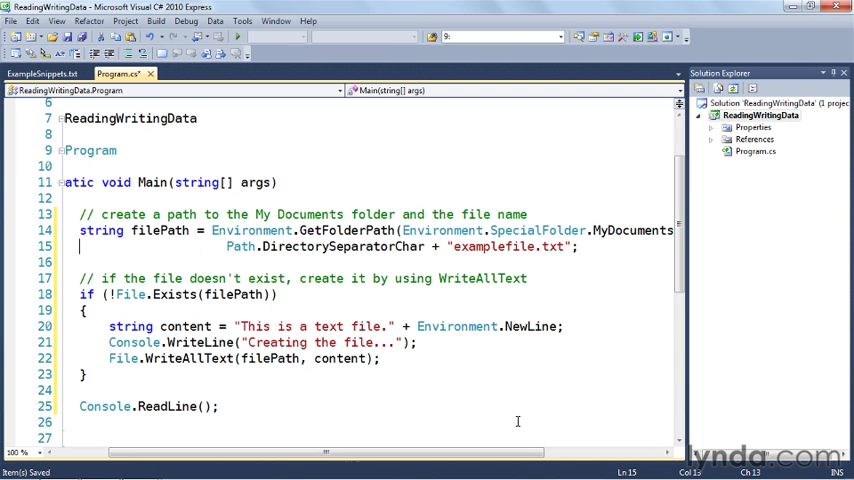 ReadingWritingData - Microsoft Visual C# 2010 Express
File Edit View Refactor Project Build Debug Data Tools Window Help
9:
ExampleSnippets.txt Program.cs*
ReadingWritingData.Program Main(string[] args)
6
7 ReadingWritingData
8
9 Program
10
11 atic void Main(string[] args)
12
13 // create a path to the My Documents folder and the file name
14 string filePath = Environment.GetFolderPath(Environment.SpecialFolder.MyDocuments
15 Path.DirectorySeparatorChar + "examplefile.txt";
16
17 // if the file doesn't exist, create it by using WriteAllText
18 if (!File.Exists(filePath))
19 {
20 string content = "This is a text file." + Environment.NewLine;
21 Console.WriteLine("Creating the file...");
22 File.WriteAllText(filePath, content);
23 }
24
25 Console.ReadLine();
26
27
100 %
Item(s) Saved Ln 15 Col 13 Ch 13
Solution Explorer
Solution 'ReadingWritingData' (1 projec
ReadingWritingData
Properties
References
Program.cs
lynda.com